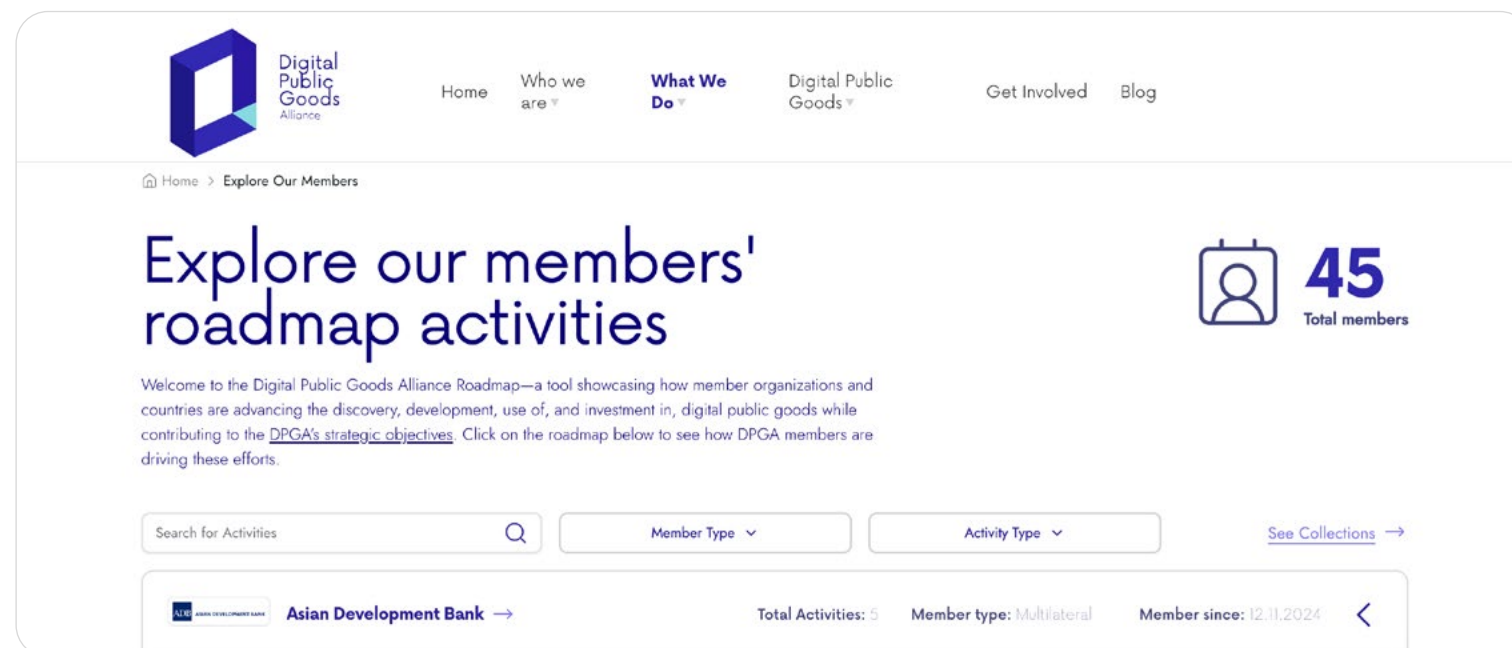 Digital
Public
Goods
Alliance
Home
Who we
are
What We
Do
Digital Public
Goods
Get Involved
Blog
Home > Explore Our Members
Explore our members'
roadmap activities
45
Total members
Welcome to the Digital Public Goods Alliance Roadmap—a tool showcasing how member organizations and
countries are advancing the discovery, development, use of, and investment in, digital public goods while
contributing to the DPGA's strategic objectives. Click on the roadmap below to see how DPGA members are
driving these efforts.
Search for Activities
Member Type
Activity Type
See Collections →
ADB ASIAN DEVELOPMENT BANK
Asian Development Bank →
Total Activities: 5
Member type: Multilateral
Member since: 12.11.2024